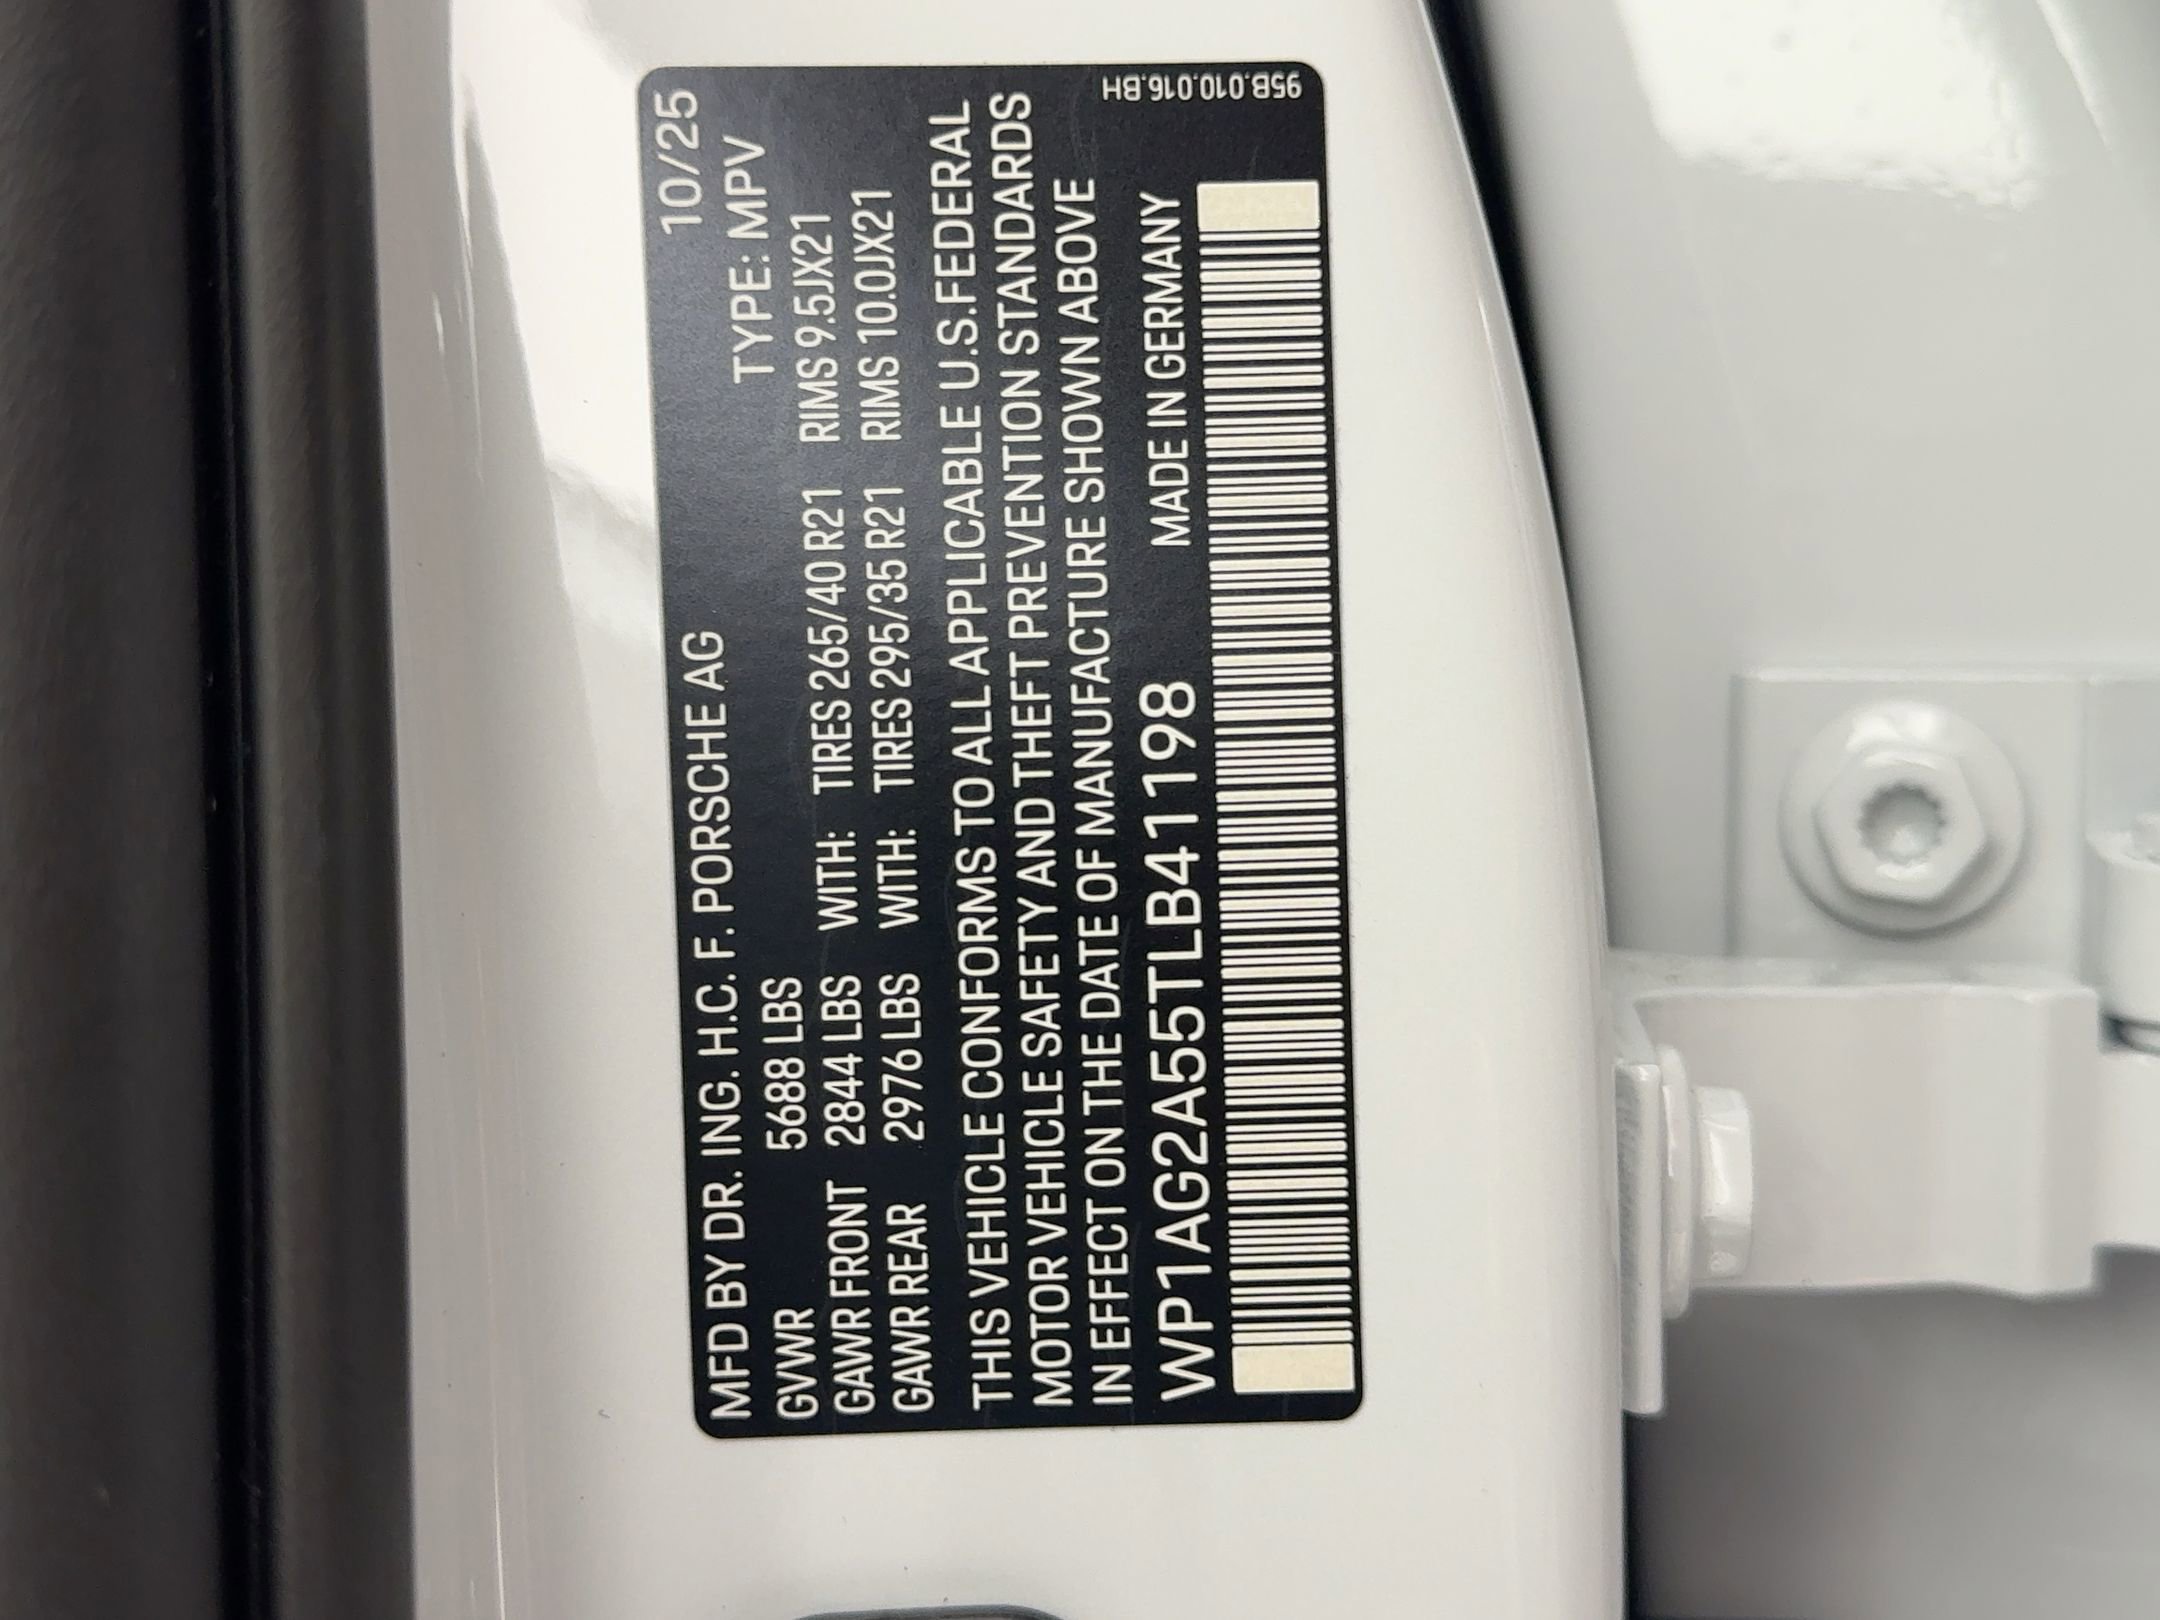 MFD BY DR. ING. H.C. F. PORSCHE AG 10/25
GVWR 5688 LBS TYPE: MPV
GAWR FRONT 2844 LBS WITH: TIRES 265/40 R21 RIMS 9.5JX21
GAWR REAR 2976 LBS WITH: TIRES 295/35 R21 RIMS 10.0JX21
THIS VEHICLE CONFORMS TO ALL APPLICABLE U.S.FEDERAL
MOTOR VEHICLE SAFETY AND THEFT PREVENTION STANDARDS
IN EFFECT ON THE DATE OF MANUFACTURE SHOWN ABOVE
WP1AG2A55TLB41198 MADE IN GERMANY
95B.010.016.BH